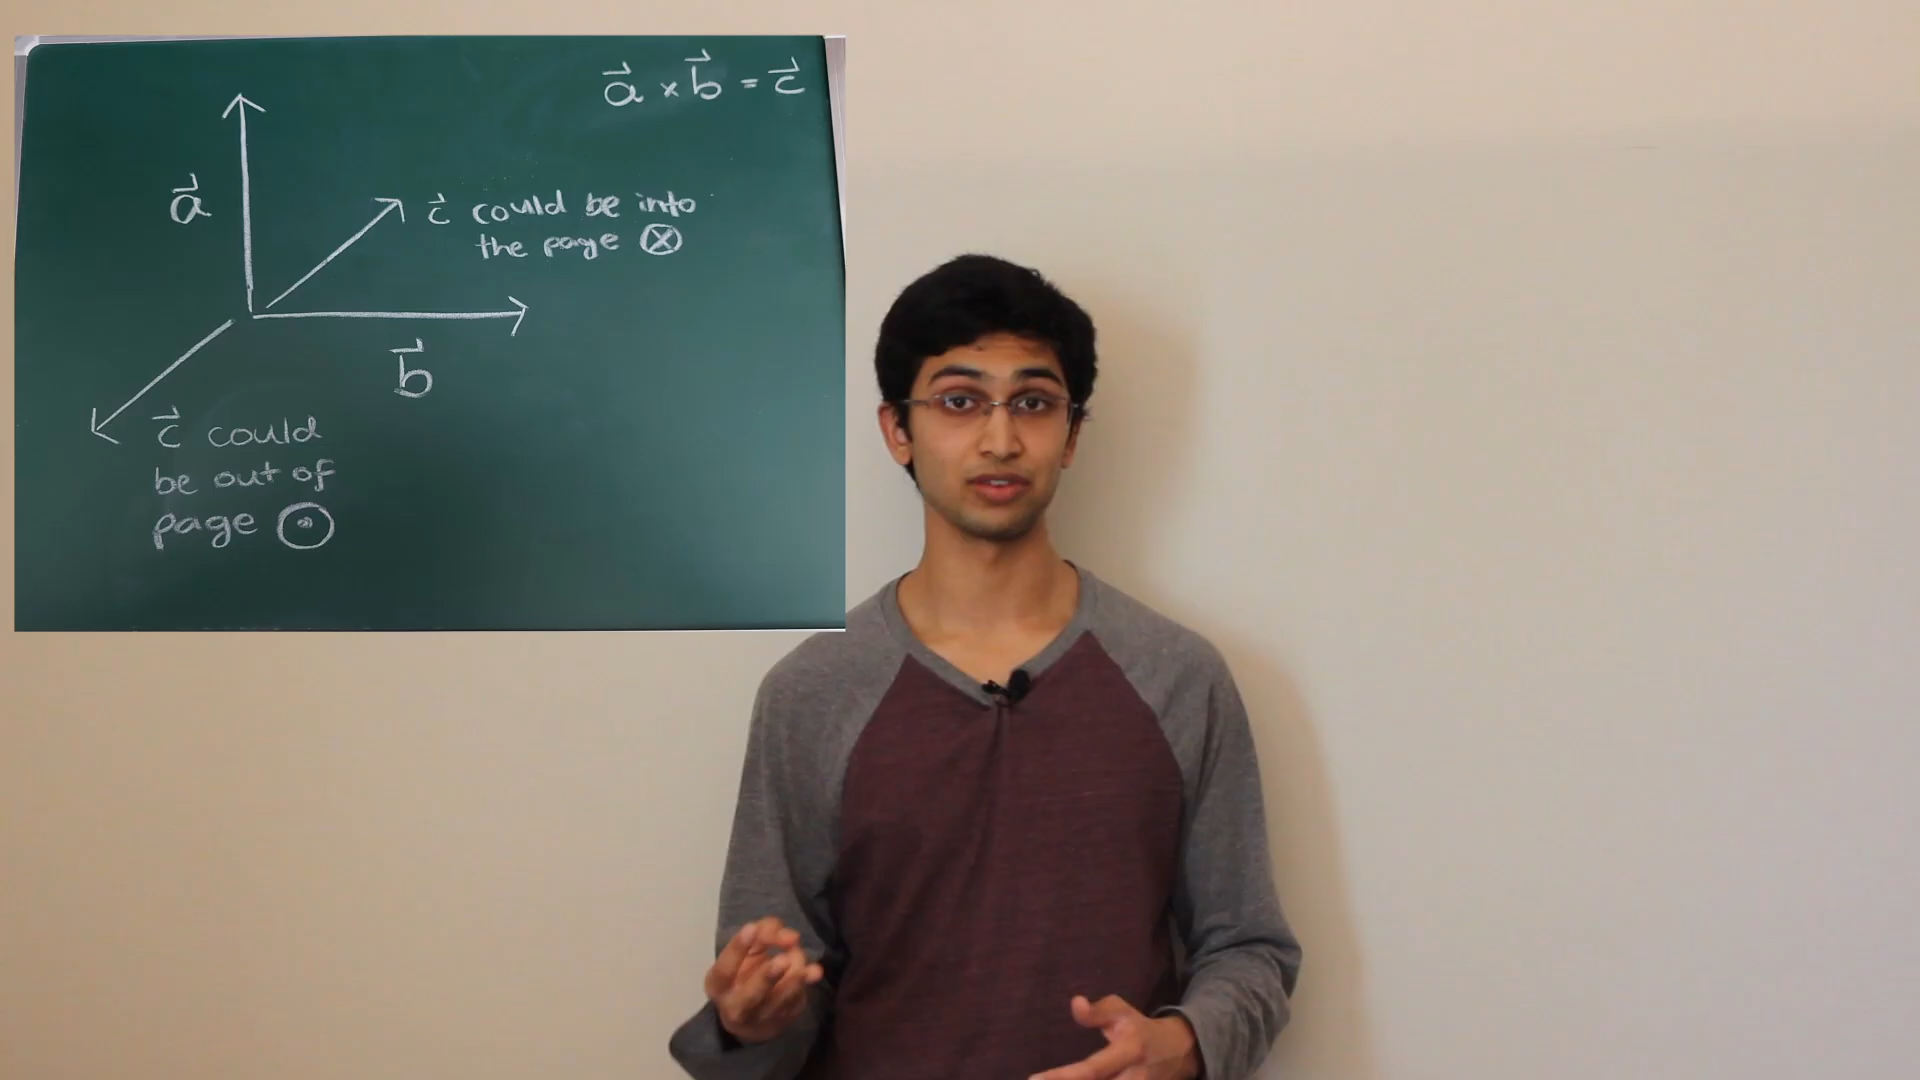 a⃗ × b⃗ = c⃗
a⃗
c⃗ could be into
the page ⊗
b⃗
c⃗ could
be out of
page ⊙